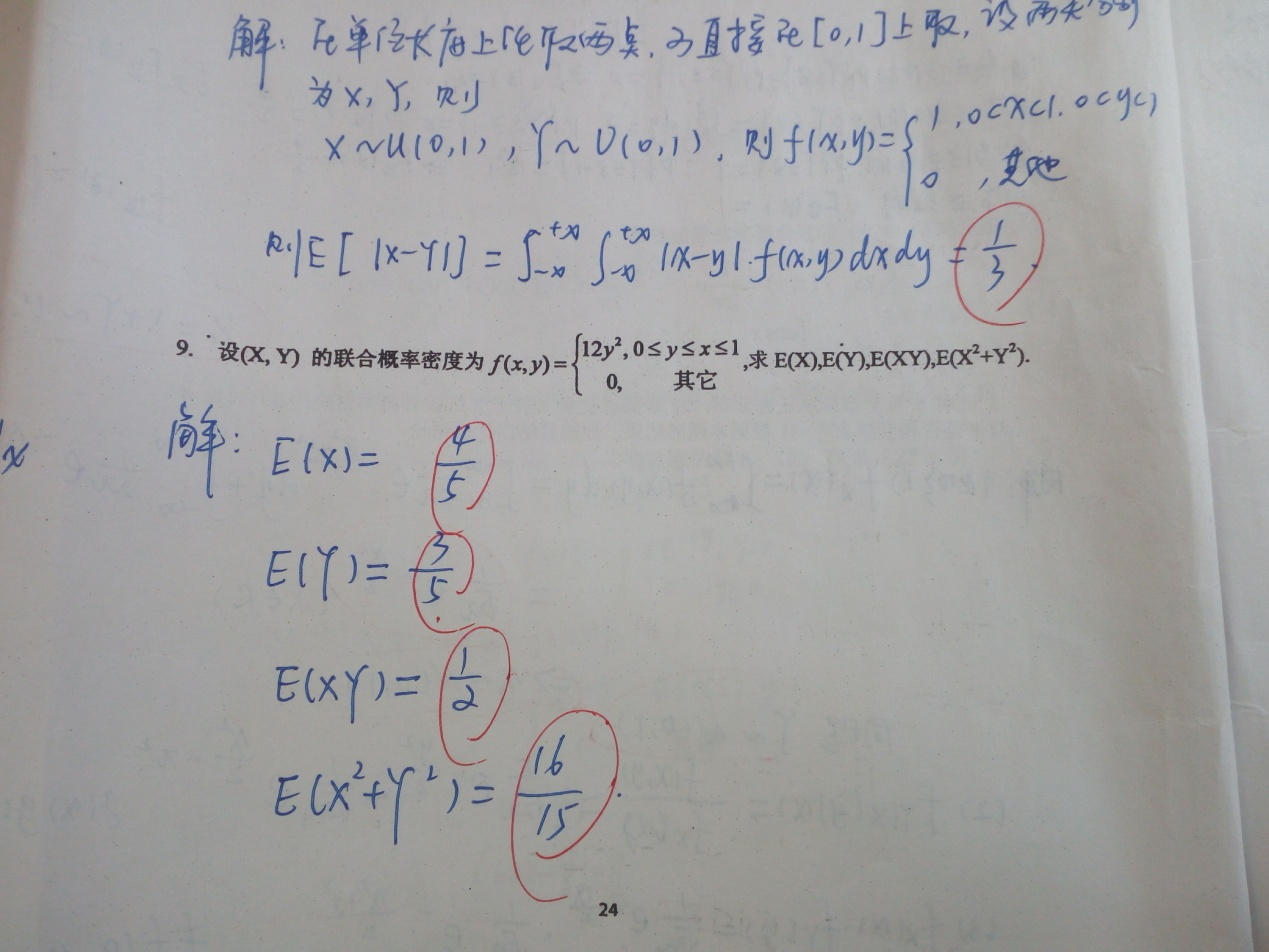 解: 在单位长度上任取两点, 可直接在[0,1]上取, 设两点分别
为X, Y, 则
X~U(0,1), Y~U(0,1), 则f(x,y)={1, 0<x<1. 0<y<1
0, 其他
则E[|X-Y|] = ∫_{-∞}^{+∞} ∫_{-∞}^{+∞} |x-y|·f(x,y)dxdy = 1/3.
9. 设(X, Y) 的联合概率密度为 f(x,y)={12y², 0≤y≤x≤1 ,求 E(X),E(Y),E(XY),E(X²+Y²).
0, 其它
x
解: E(X)= 4/5
E(Y)= 3/5
E(XY)= 1/2
E(X²+Y²)= 16/15.
24